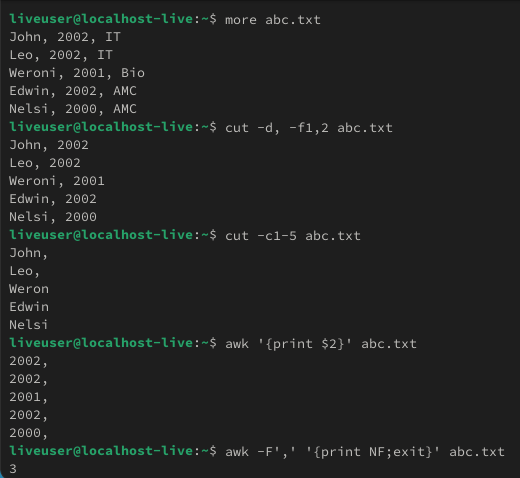 liveuser@localhost-live:~$ more abc.txt
John, 2002, IT
Leo, 2002, IT
Weroni, 2001, Bio
Edwin, 2002, AMC
Nelsi, 2000, AMC
liveuser@localhost-live:~$ cut -d, -f1,2 abc.txt
John, 2002
Leo, 2002
Weroni, 2001
Edwin, 2002
Nelsi, 2000
liveuser@localhost-live:~$ cut -c1-5 abc.txt
John,
Leo,
Weron
Edwin
Nelsi
liveuser@localhost-live:~$ awk '{print $2}' abc.txt
2002,
2002,
2001,
2002,
2000,
liveuser@localhost-live:~$ awk -F',' '{print NF;exit}' abc.txt
3